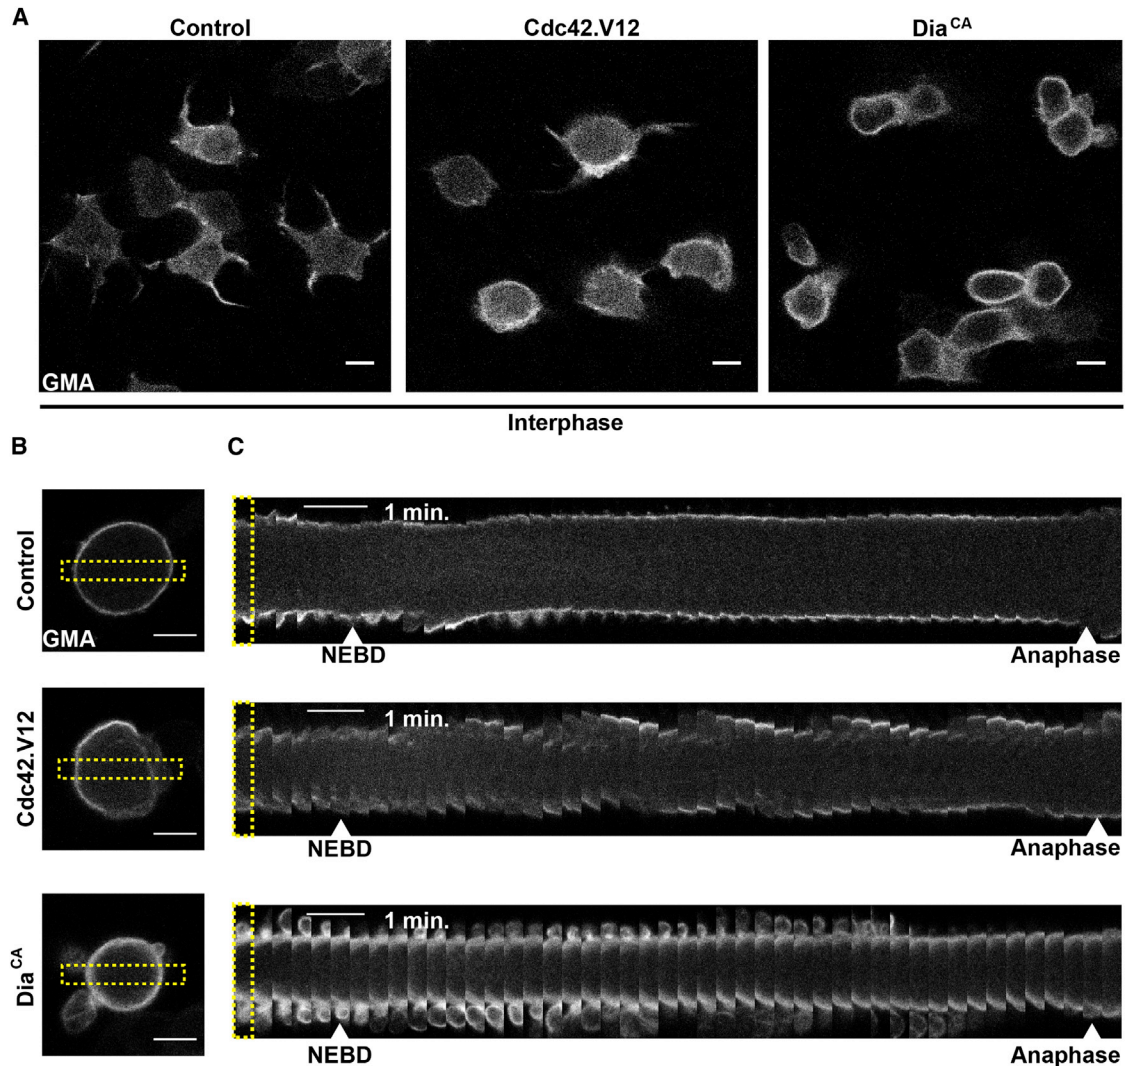 A
Control
Cdc42.V12
Dia^CA
GMA
Interphase
B
C
Control
GMA
1 min.
NEBD
Anaphase
Cdc42.V12
1 min.
NEBD
Anaphase
Dia^CA
1 min.
NEBD
Anaphase